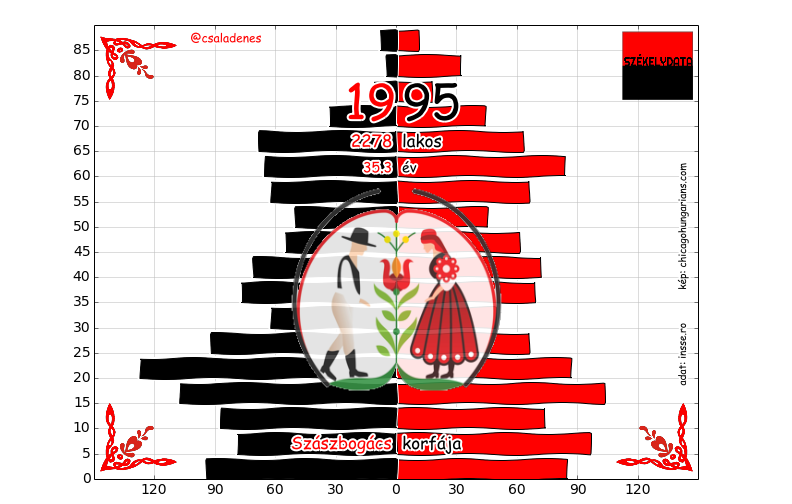 @csaladenes
SZÉKELYDATA
1995
2278 lakos
35.3 év
kép: chicagohungarians.com
adat: insse.ro
Szászbogács korfája
85
80
75
70
65
60
55
50
45
40
35
30
25
20
15
10
5
0
120 90 60 30 0 30 60 90 120